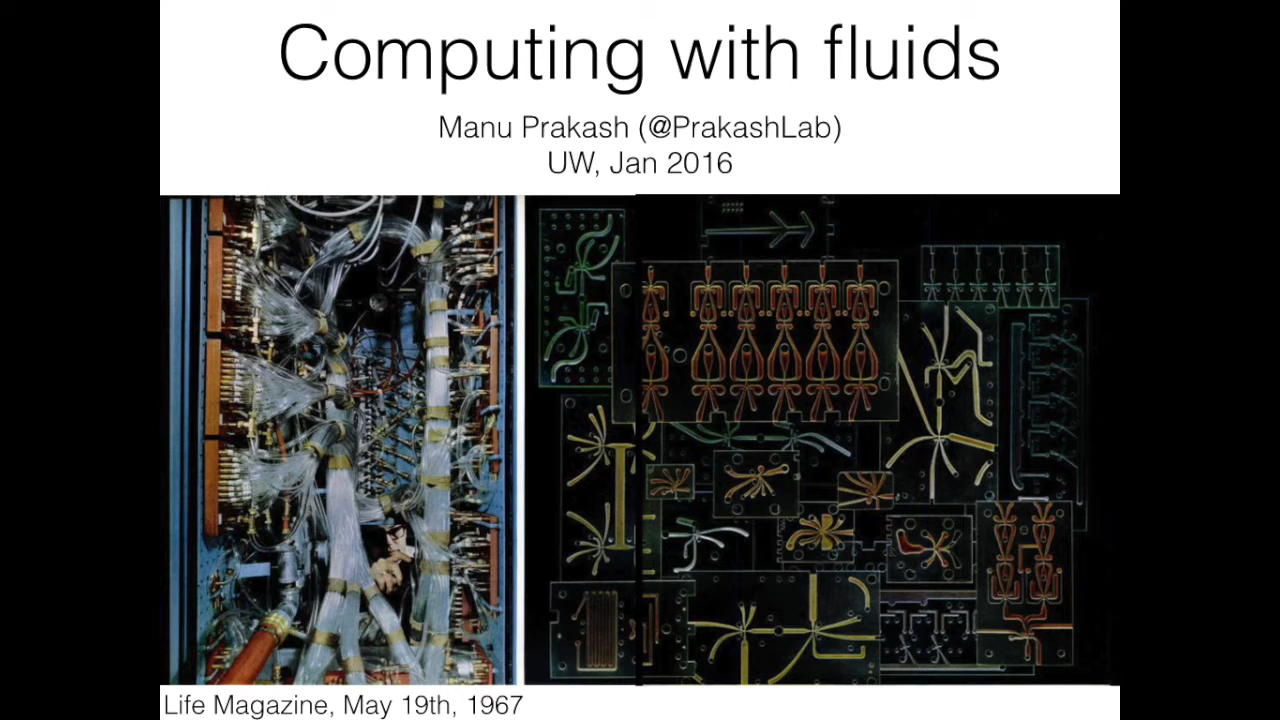 Computing with fluids
Manu Prakash (@PrakashLab)
UW, Jan 2016
Life Magazine, May 19th, 1967